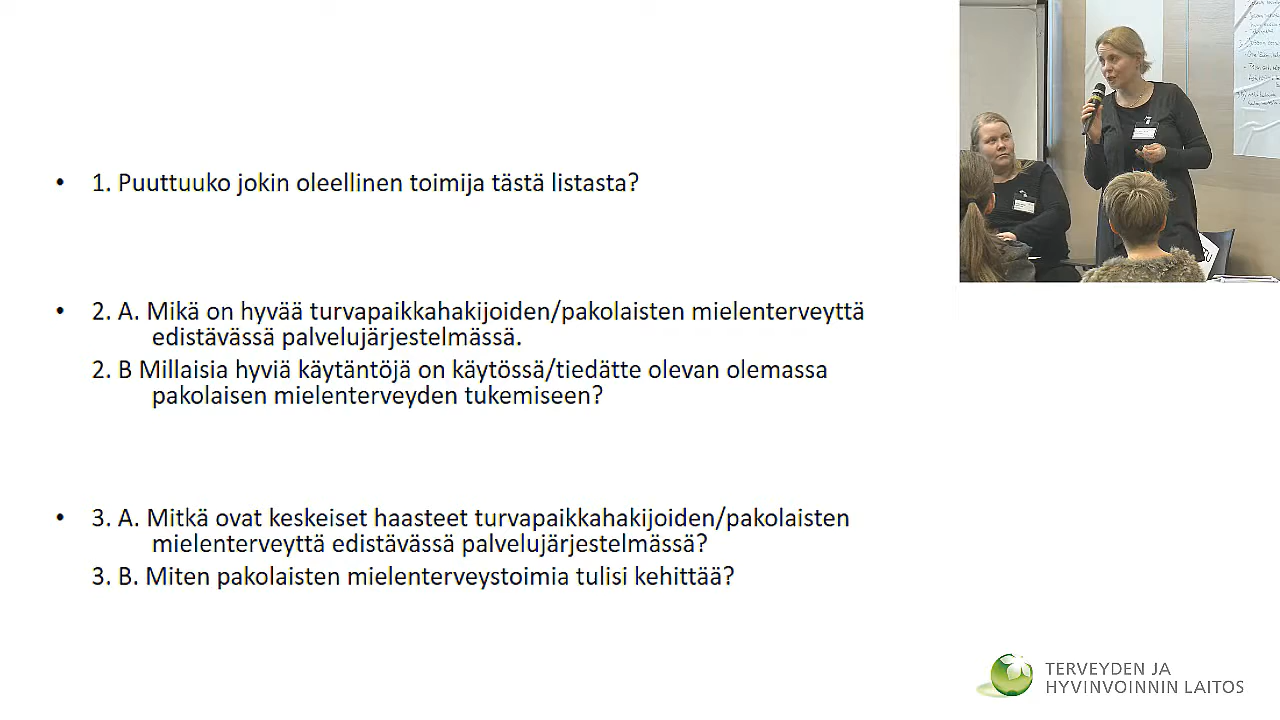 • 1. Puuttuuko jokin oleellinen toimija tästä listasta?
• 2. A. Mikä on hyvää turvapaikkahakijoiden/pakolaisten mielenterveyttä
edistävässä palvelujärjestelmässä.
2. B Millaisia hyviä käytäntöjä on käytössä/tiedätte olevan olemassa
pakolaisen mielenterveyden tukemiseen?
• 3. A. Mitkä ovat keskeiset haasteet turvapaikkahakijoiden/pakolaisten
mielenterveyttä edistävässä palvelujärjestelmässä?
3. B. Miten pakolaisten mielenterveystoimia tulisi kehittää?
TERVEYDEN JA
HYVINVOINNIN LAITOS